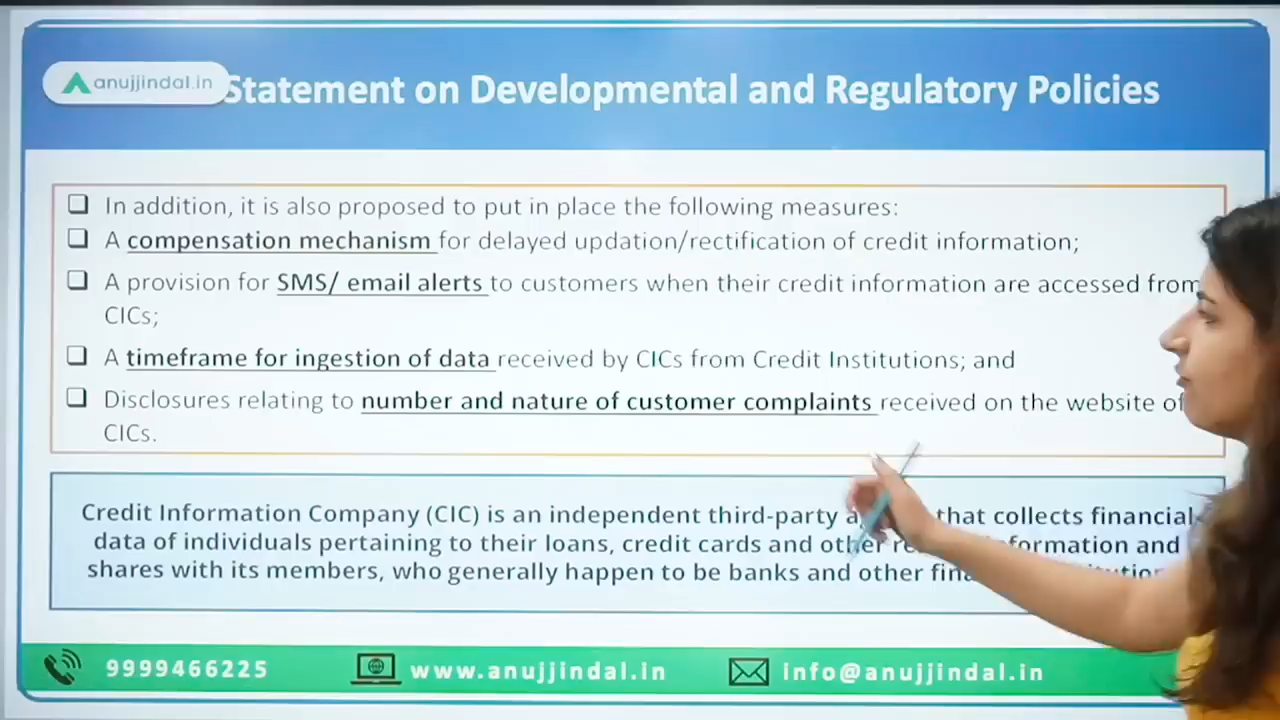 anujjindal.in
Statement on Developmental and Regulatory Policies
In addition, it is also proposed to put in place the following measures:
A compensation mechanism for delayed updation/rectification of credit information;
A provision for SMS/ email alerts to customers when their credit information are accessed from
CICs;
A timeframe for ingestion of data received by CICs from Credit Institutions; and
Disclosures relating to number and nature of customer complaints received on the website of
CICs.
Credit Information Company (CIC) is an independent third-party that collects financial
data of individuals pertaining to their loans, credit cards and other information and
shares with its members, who generally happen to be banks and other
9999466225
www.anujjindal.in
info@anujjindal.in